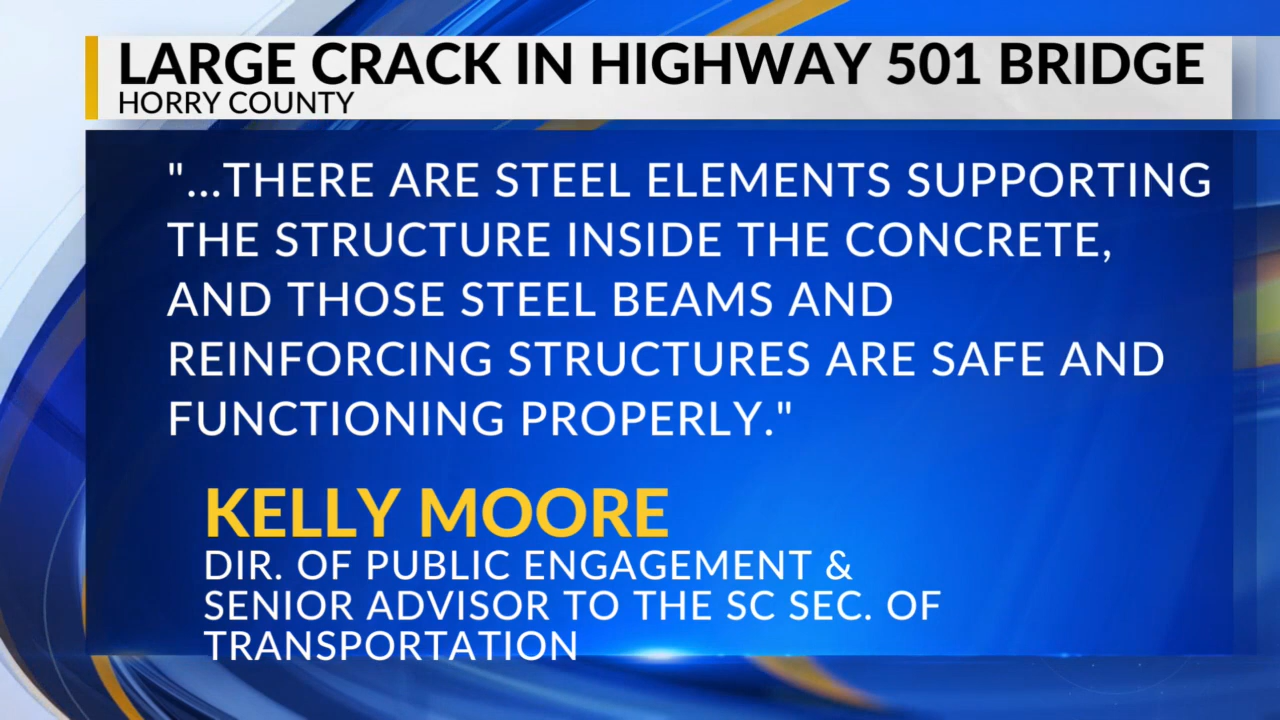 LARGE CRACK IN HIGHWAY 501 BRIDGE
HORRY COUNTY
"...THERE ARE STEEL ELEMENTS SUPPORTING
THE STRUCTURE INSIDE THE CONCRETE,
AND THOSE STEEL BEAMS AND
REINFORCING STRUCTURES ARE SAFE AND
FUNCTIONING PROPERLY."
KELLY MOORE
DIR. OF PUBLIC ENGAGEMENT &
SENIOR ADVISOR TO THE SC SEC. OF
TRANSPORTATION